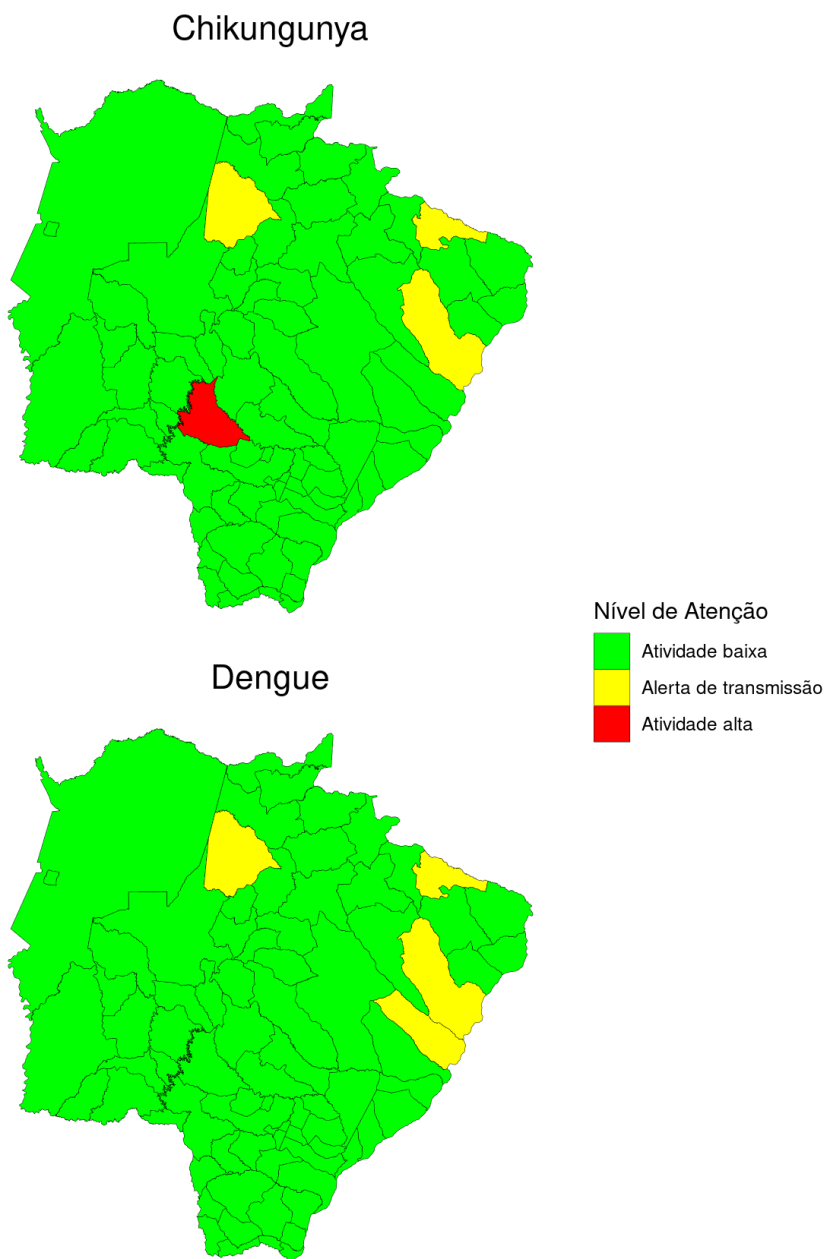 Chikungunya
Nível de Atenção
Atividade baixa
Alerta de transmissão
Atividade alta
Dengue